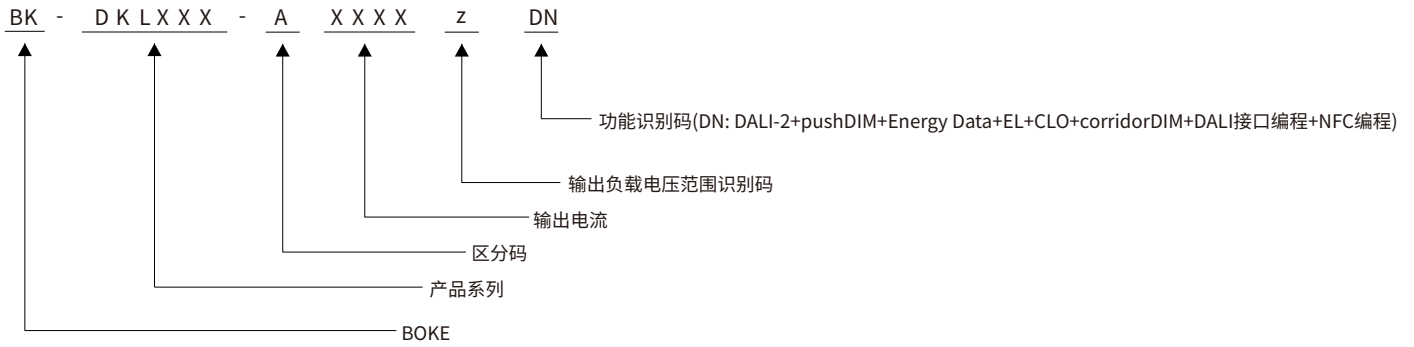 BK - DKLXXX - A XXXX z DN
功能识别码(DN: DALI-2+pushDIM+Energy Data+EL+CLO+corridorDIM+DALI接口编程+NFC编程)
输出负载电压范围识别码
输出电流
区分码
产品系列
BOKE